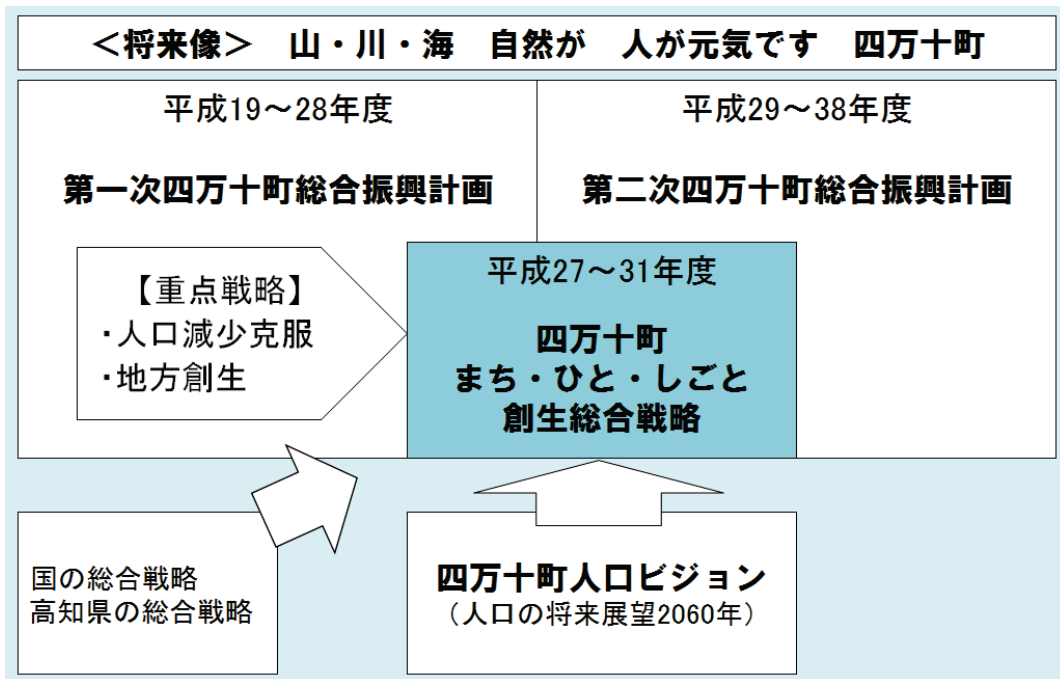 <将来像>　山・川・海　自然が　人が元気です　四万十町
平成19～28年度
第一次四万十町総合振興計画
平成29～38年度
第二次四万十町総合振興計画
【重点戦略】
・人口減少克服
・地方創生
平成27～31年度
四万十町
まち・ひと・しごと
創生総合戦略
国の総合戦略
高知県の総合戦略
四万十町人口ビジョン
（人口の将来展望2060年）